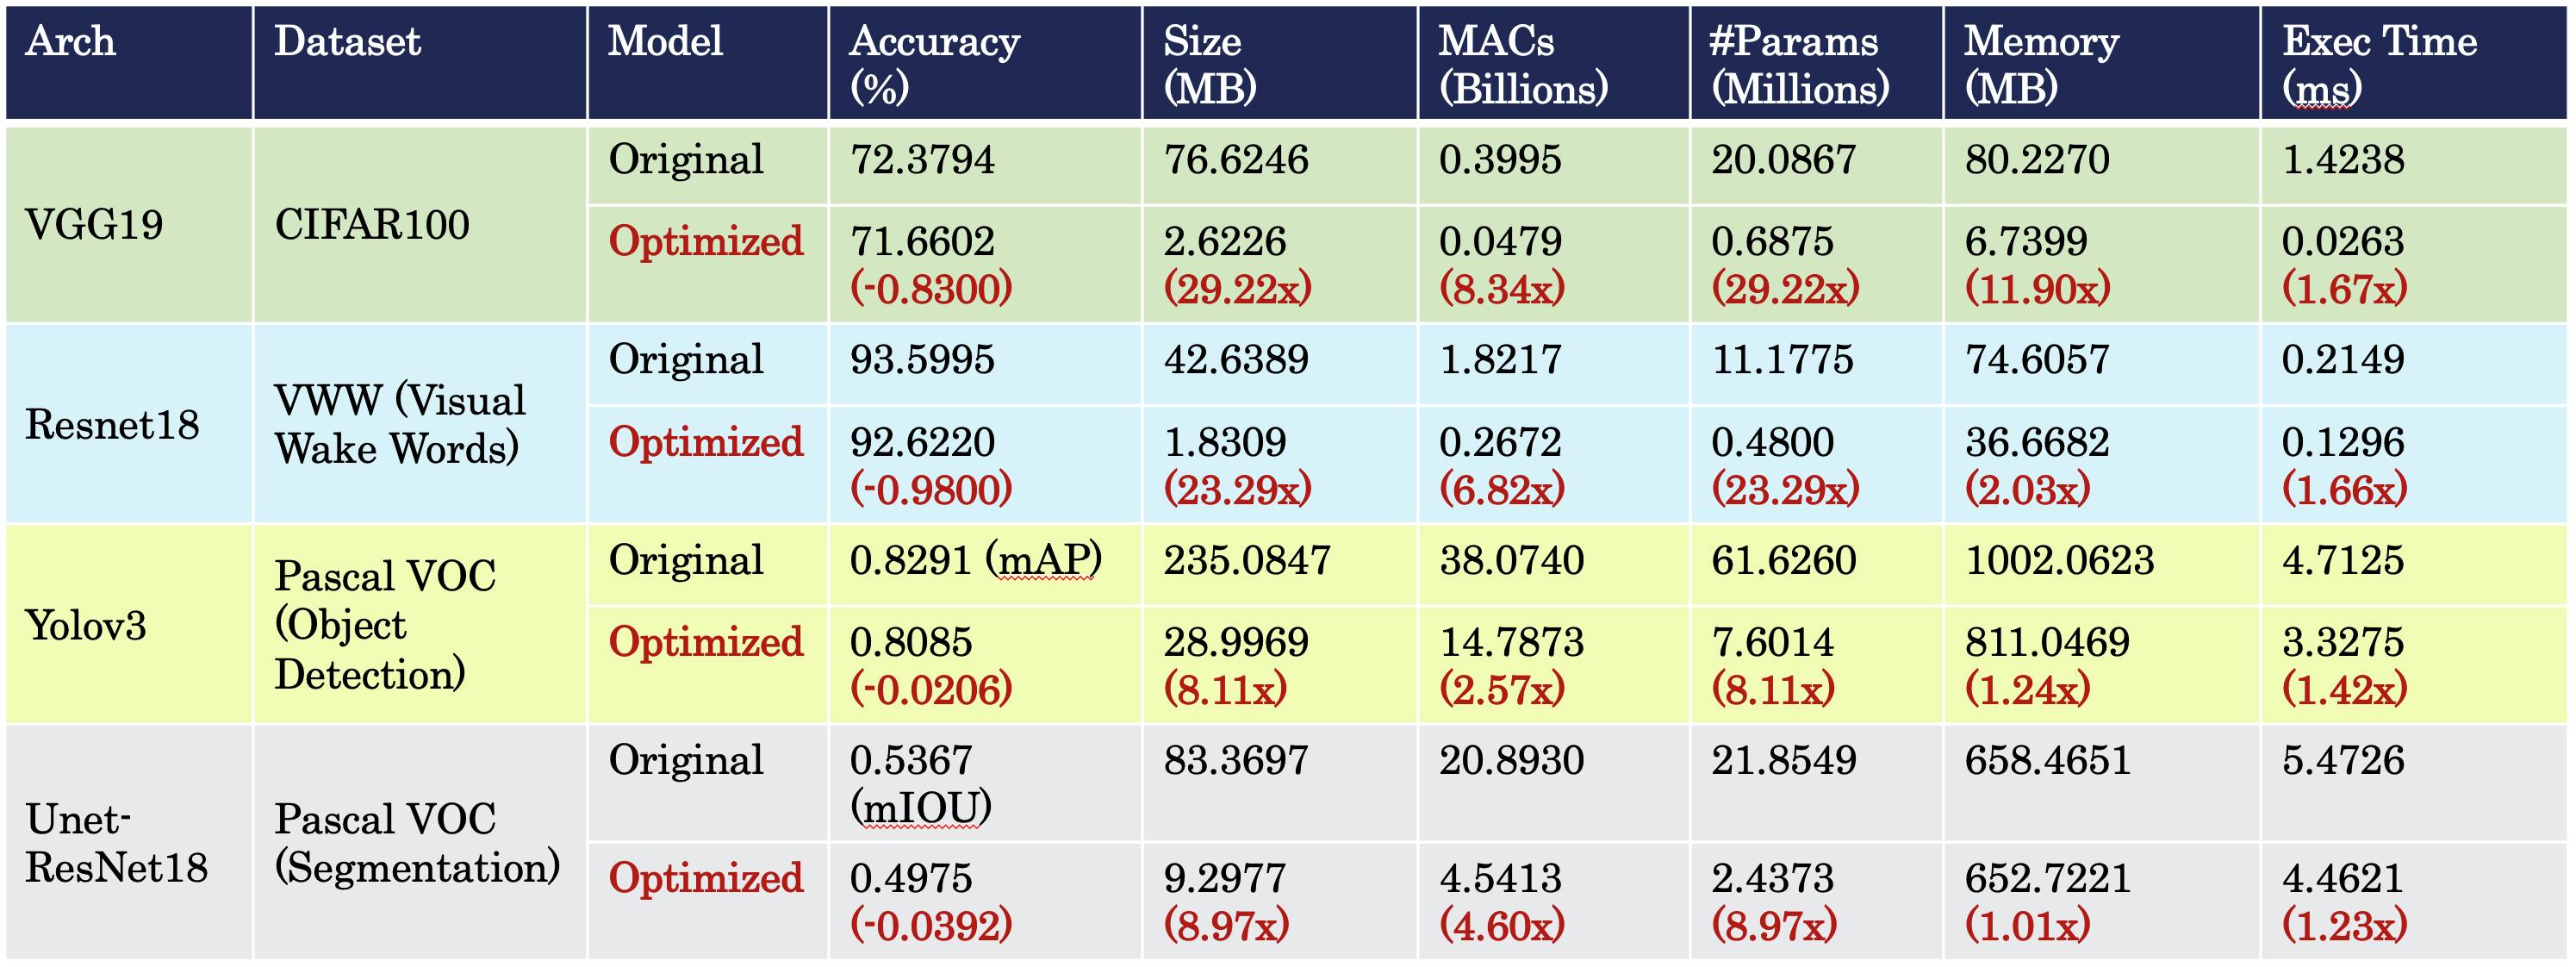 Arch Dataset Model Accuracy (%) Size (MB) MACs (Billions) #Params (Millions) Memory (MB) Exec Time (ms)
VGG19 CIFAR100 Original 72.3794 76.6246 0.3995 20.0867 80.2270 1.4238
Optimized 71.6602 2.6226 0.0479 0.6875 6.7399 0.0263
(-0.8300) (29.22x) (8.34x) (29.22x) (11.90x) (1.67x)
Resnet18 VWW (Visual Wake Words) Original 93.5995 42.6389 1.8217 11.1775 74.6057 0.2149
Optimized 92.6220 1.8309 0.2672 0.4800 36.6682 0.1296
(-0.9800) (23.29x) (6.82x) (23.29x) (2.03x) (1.66x)
Yolov3 Pascal VOC (Object Detection) Original 0.8291 (mAP) 235.0847 38.0740 61.6260 1002.0623 4.7125
Optimized 0.8085 28.9969 14.7873 7.6014 811.0469 3.3275
(-0.0206) (8.11x) (2.57x) (8.11x) (1.24x) (1.42x)
Unet-ResNet18 Pascal VOC (Segmentation) Original 0.5367 (mIOU) 83.3697 20.8930 21.8549 658.4651 5.4726
Optimized 0.4975 9.2977 4.5413 2.4373 652.7221 4.4621
(-0.0392) (8.97x) (4.60x) (8.97x) (1.01x) (1.23x)